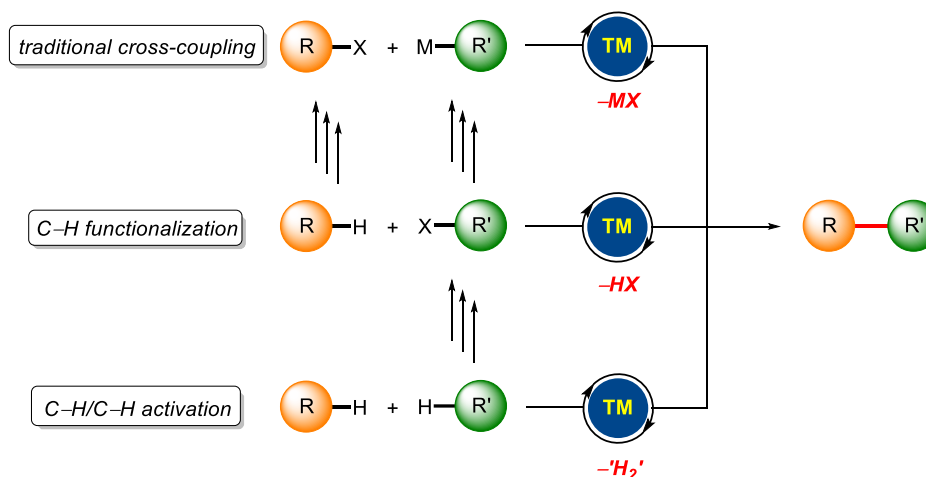 traditional cross-coupling R–X + M–R' TM
–MX
C–H functionalization R–H + X–R' TM R R'
–HX
C–H/C–H activation R–H + H–R' TM
–'H₂'